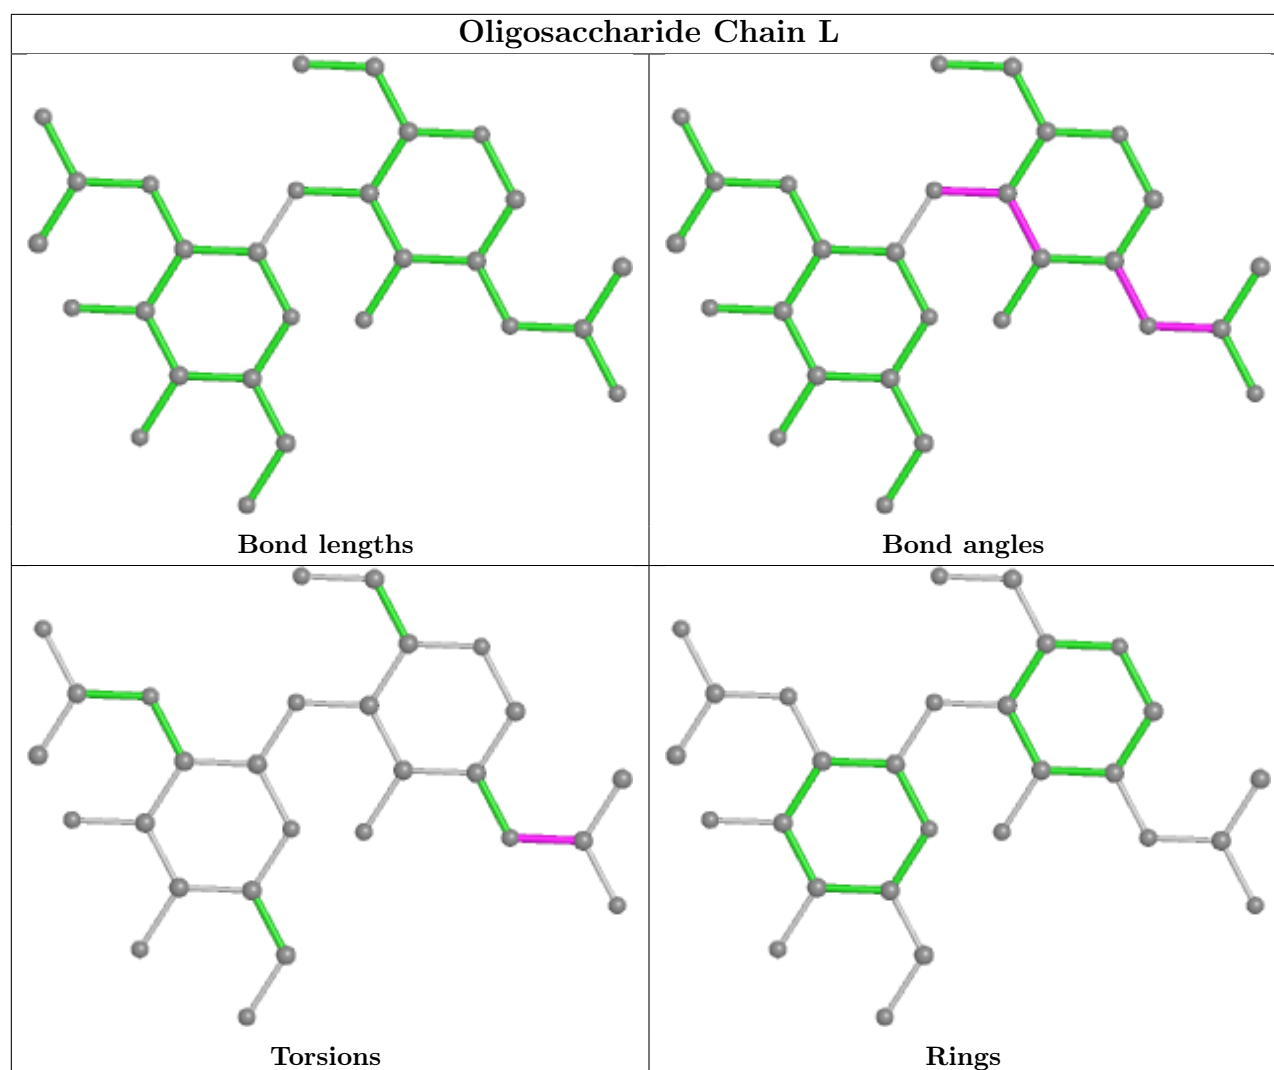 Oligosaccharide Chain L
Bond lengths
Bond angles
Torsions
Rings